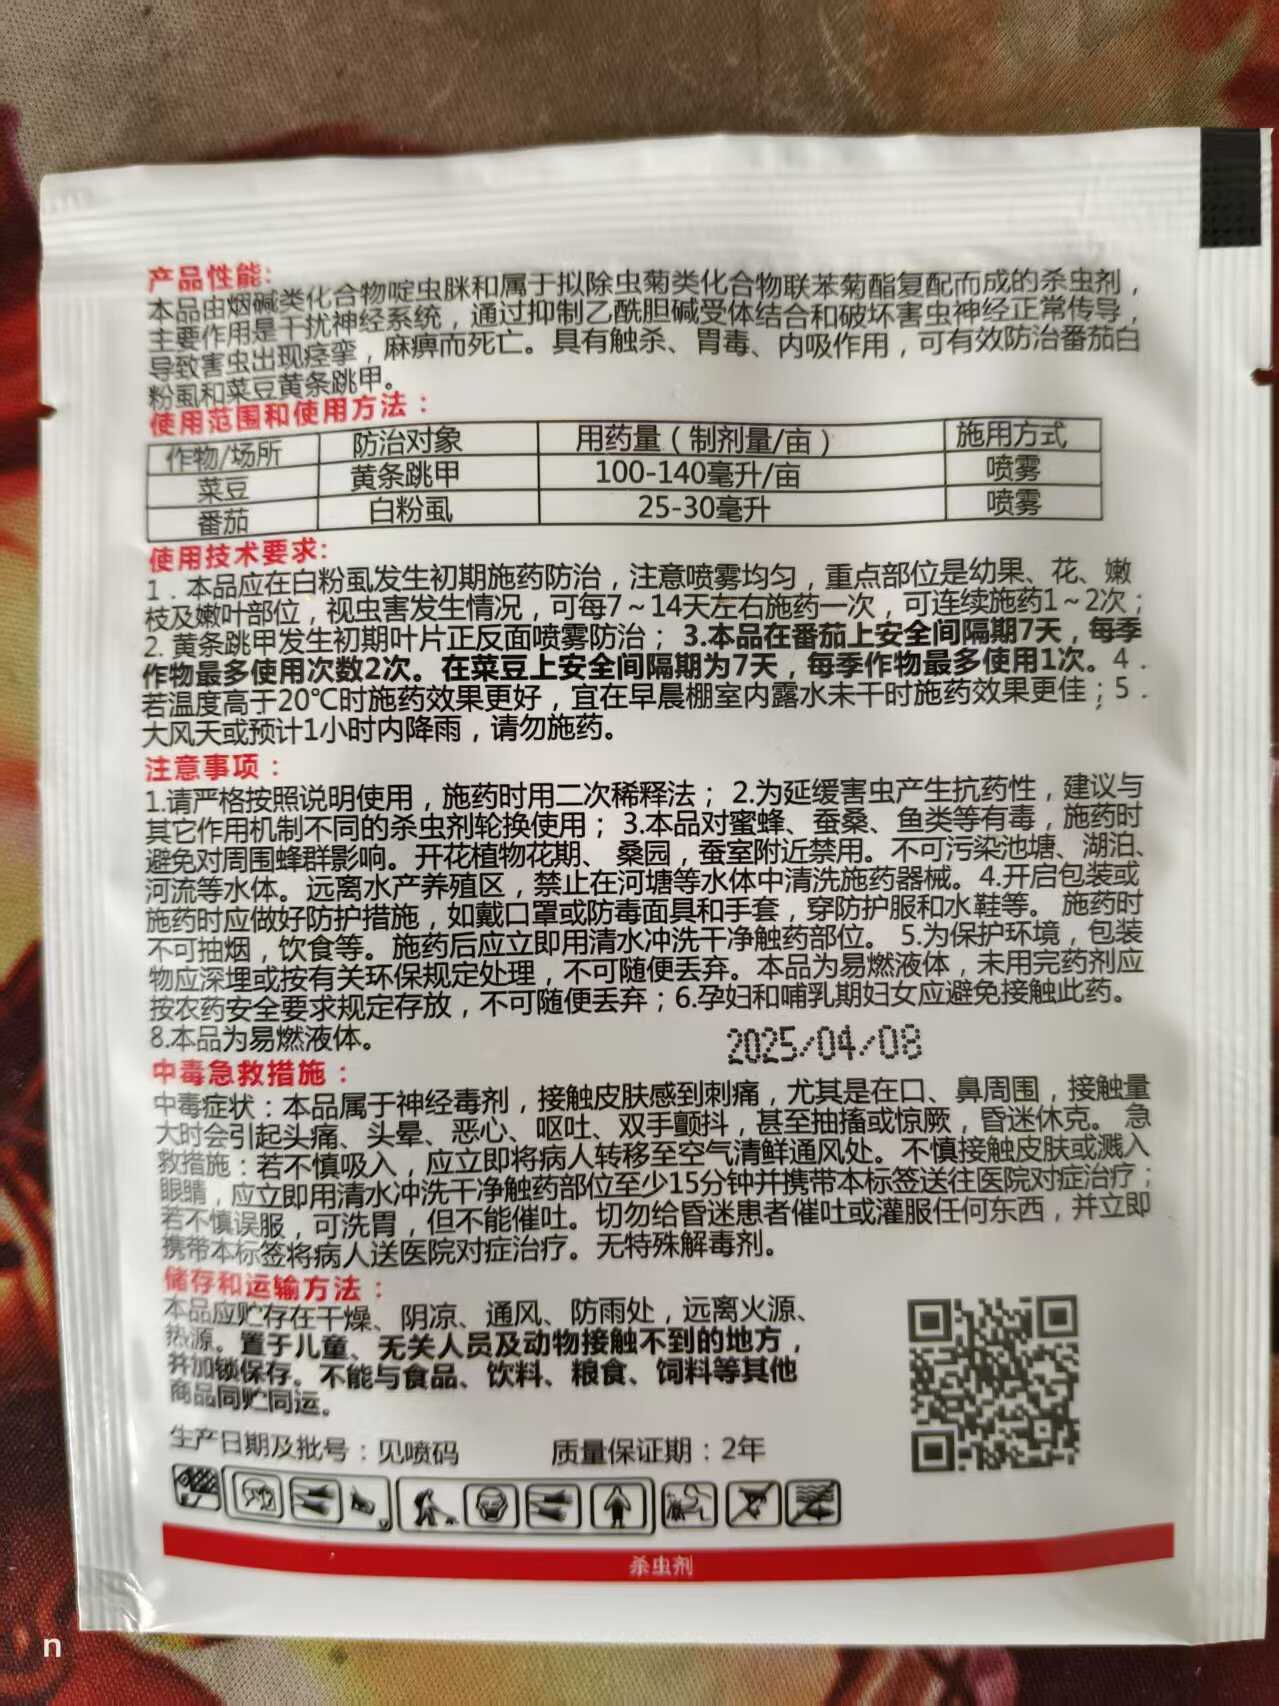 产品性能:
本品由烟碱类化合物啶虫脒和属于拟除虫菊类化合物联苯菊酯复配而成的杀虫剂，
主要作用是干扰神经系统，通过抑制乙酰胆碱受体结合和破坏害虫神经正常传导，
导致害虫出现痉挛，麻痹而死亡。具有触杀、胃毒、内吸作用，可有效防治番茄白
粉虱和菜豆黄条跳甲。
使用范围和使用方法：
作物/场所 防治对象 用药量（制剂量/亩） 施用方式
菜豆 黄条跳甲 100-140毫升/亩 喷雾
番茄 白粉虱 25-30毫升 喷雾
使用技术要求:
1．本品应在白粉虱发生初期施药防治，注意喷雾均匀，重点部位是幼果、花、嫩
枝及嫩叶部位，视虫害发生情况，可每7～14天左右施药一次，可连续施药1～2次；
2. 黄条跳甲发生初期叶片正反面喷雾防治；3.本品在番茄上安全间隔期7天，每季
作物最多使用次数2次。在菜豆上安全间隔期为7天，每季作物最多使用1次。4．
若温度高于20℃时施药效果更好，宜在早晨棚室内露水未干时施药效果更佳；5．
大风天或预计1小时内降雨，请勿施药。
注意事项：
1.请严格按照说明使用，施药时用二次稀释法；2.为延缓害虫产生抗药性，建议与
其它作用机制不同的杀虫剂轮换使用；3.本品对蜜蜂、蚕桑、鱼类等有毒，施药时
避免对周围蜂群影响。开花植物花期、桑园，蚕室附近禁用。不可污染池塘、湖泊、
河流等水体。远离水产养殖区，禁止在河塘等水体中清洗施药器械。4.开启包装或
施药时应做好防护措施，如戴口罩或防毒面具和手套，穿防护服和水鞋等。施药时
不可抽烟，饮食等。施药后应立即用清水冲洗干净触药部位。5.为保护环境，包装
物应深埋或按有关环保规定处理，不可随便丢弃。本品为易燃液体，未用完药剂应
按农药安全要求规定存放，不可随便丢弃；6.孕妇和哺乳期妇女应避免接触此药。
8.本品为易燃液体。
2025/04/08
中毒急救措施：
中毒症状：本品属于神经毒剂，接触皮肤感到刺痛，尤其是在口、鼻周围，接触量
大时会引起头痛、头晕、恶心、呕吐、双手颤抖，甚至抽搐或惊厥，昏迷休克。急
救措施：若不慎吸入，应立即将病人转移至空气清鲜通风处。不慎接触皮肤或溅入
眼睛，应立即用清水冲洗干净触药部位至少15分钟并携带本标签送往医院对症治疗；
若不慎误服，可洗胃，但不能催吐。切勿给昏迷患者催吐或灌服任何东西，并立即
携带本标签将病人送医院对症治疗。无特殊解毒剂。
储存和运输方法：
本品应贮存在干燥、阴凉、通风、防雨处，远离火源、
热源。置于儿童、无关人员及动物接触不到的地方，
并加锁保存。不能与食品、饮料、粮食、饲料等其他
商品同贮同运。
生产日期及批号：见喷码 质量保证期：2年
杀虫剂
n